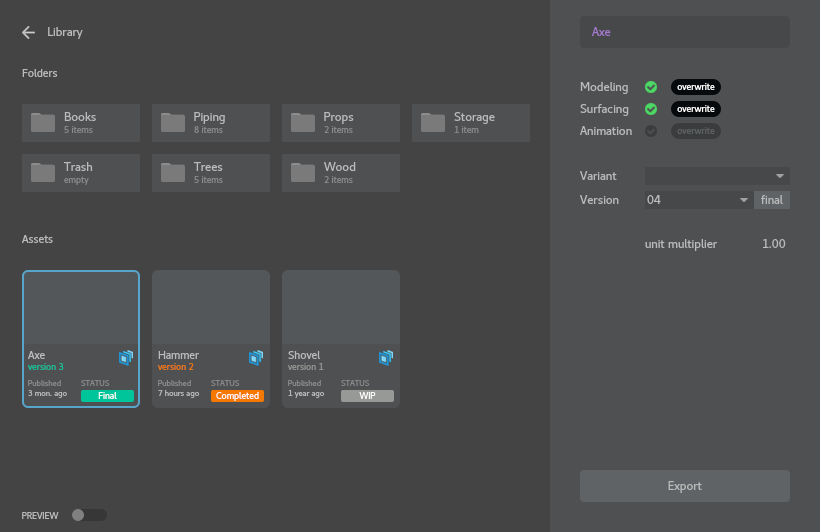 Library
Folders
Books
5 items
Piping
8 items
Props
2 items
Storage
1 item
Trash
empty
Trees
5 items
Wood
2 items
Assets
Axe
version 3
Published
3 mon. ago
STATUS
Final
Hammer
version 2
Published
7 hours ago
STATUS
Completed
Shovel
version 1
Published
1 year ago
STATUS
WIP
PREVIEW
Axe
Modeling overwrite
Surfacing overwrite
Animation overwrite
Variant
Version 04 final
unit multiplier 1.00
Export